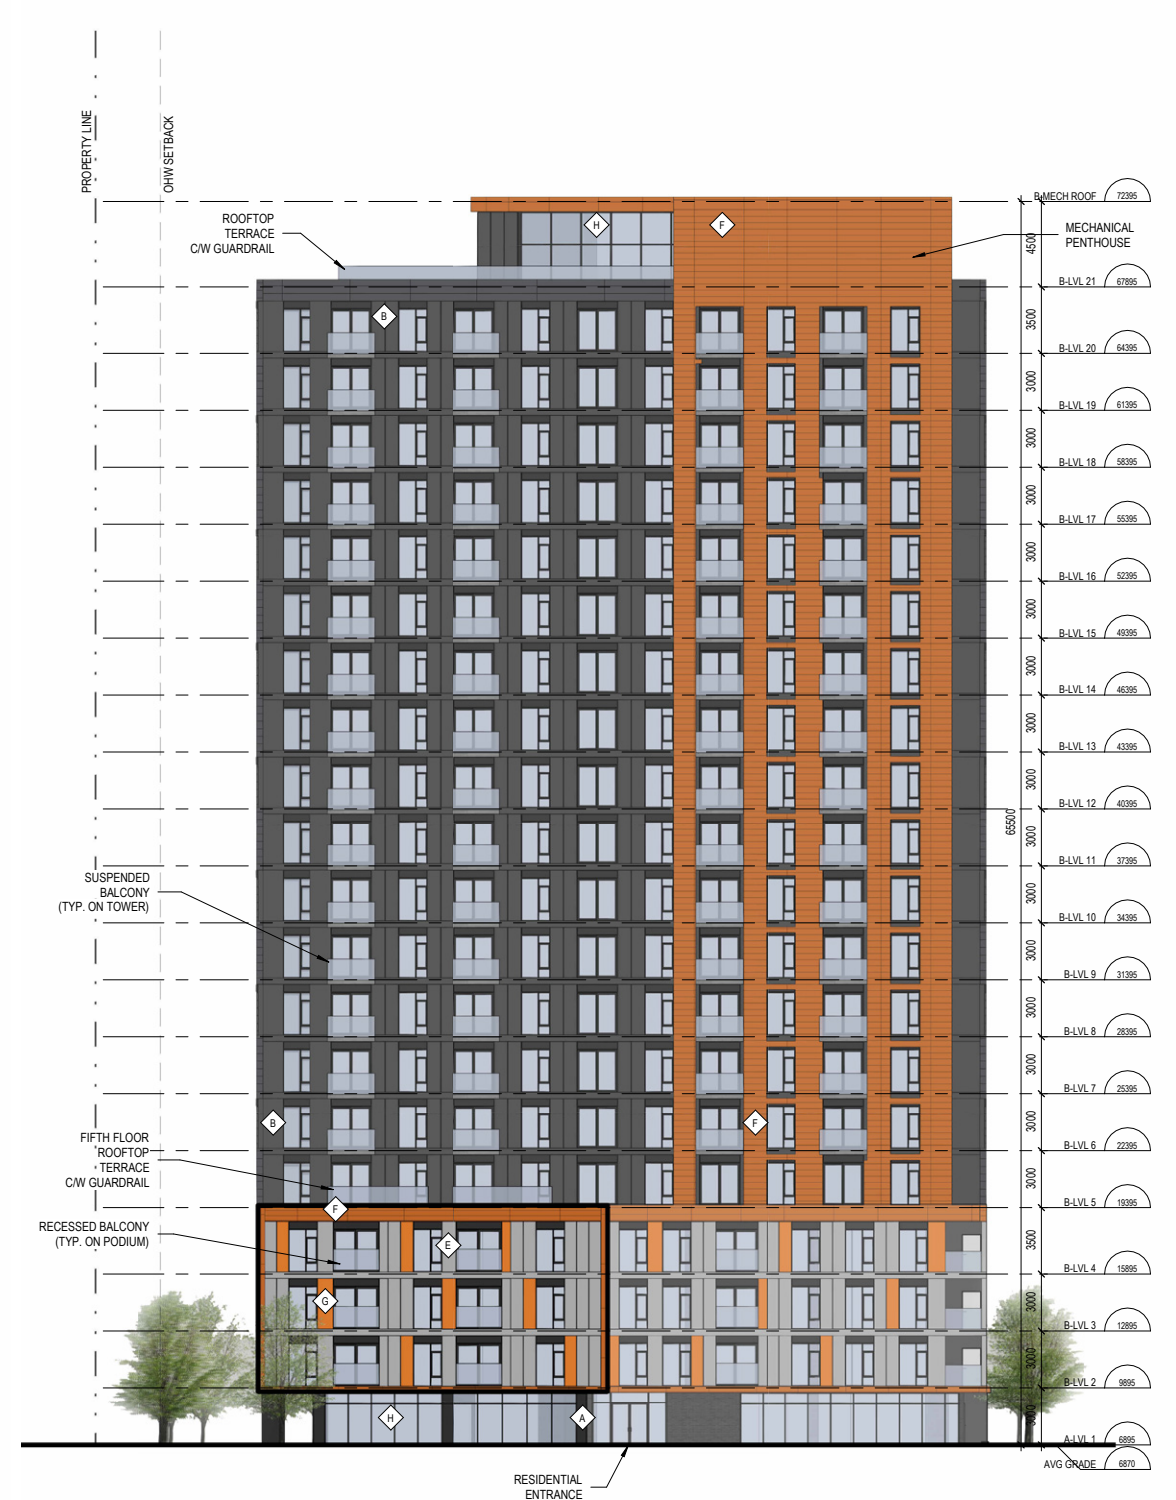 PROPERTY LINE
OHW SETBACK
ROOFTOP
TERRACE
C/W GUARDRAIL
H
F
B-MECH ROOF 72395
MECHANICAL
PENTHOUSE
4500
B-LVL 21 67895
B
3500
B-LVL 20 64395
3000
B-LVL 19 61395
3000
B-LVL 18 58395
3000
B-LVL 17 55395
3000
B-LVL 16 52395
3000
B-LVL 15 49395
3000
B-LVL 14 46395
3000
B-LVL 13 43395
3000
B-LVL 12 40395
65500
3000
B-LVL 11 37395
SUSPENDED
BALCONY
(TYP. ON TOWER)
3000
B-LVL 10 34395
3000
B-LVL 9 31395
3000
B-LVL 8 28395
3000
B-LVL 7 25395
B
F
3000
B-LVL 6 22395
FIFTH FLOOR
ROOFTOP
TERRACE
C/W GUARDRAIL
3000
B-LVL 5 19395
F
RECESSED BALCONY
(TYP. ON PODIUM)
E
3500
B-LVL 4 15895
G
3000
B-LVL 3 12895
3000
B-LVL 2 9895
H
A
3000
A-LVL 1 6895
AVG GRADE 6870
RESIDENTIAL
ENTRANCE